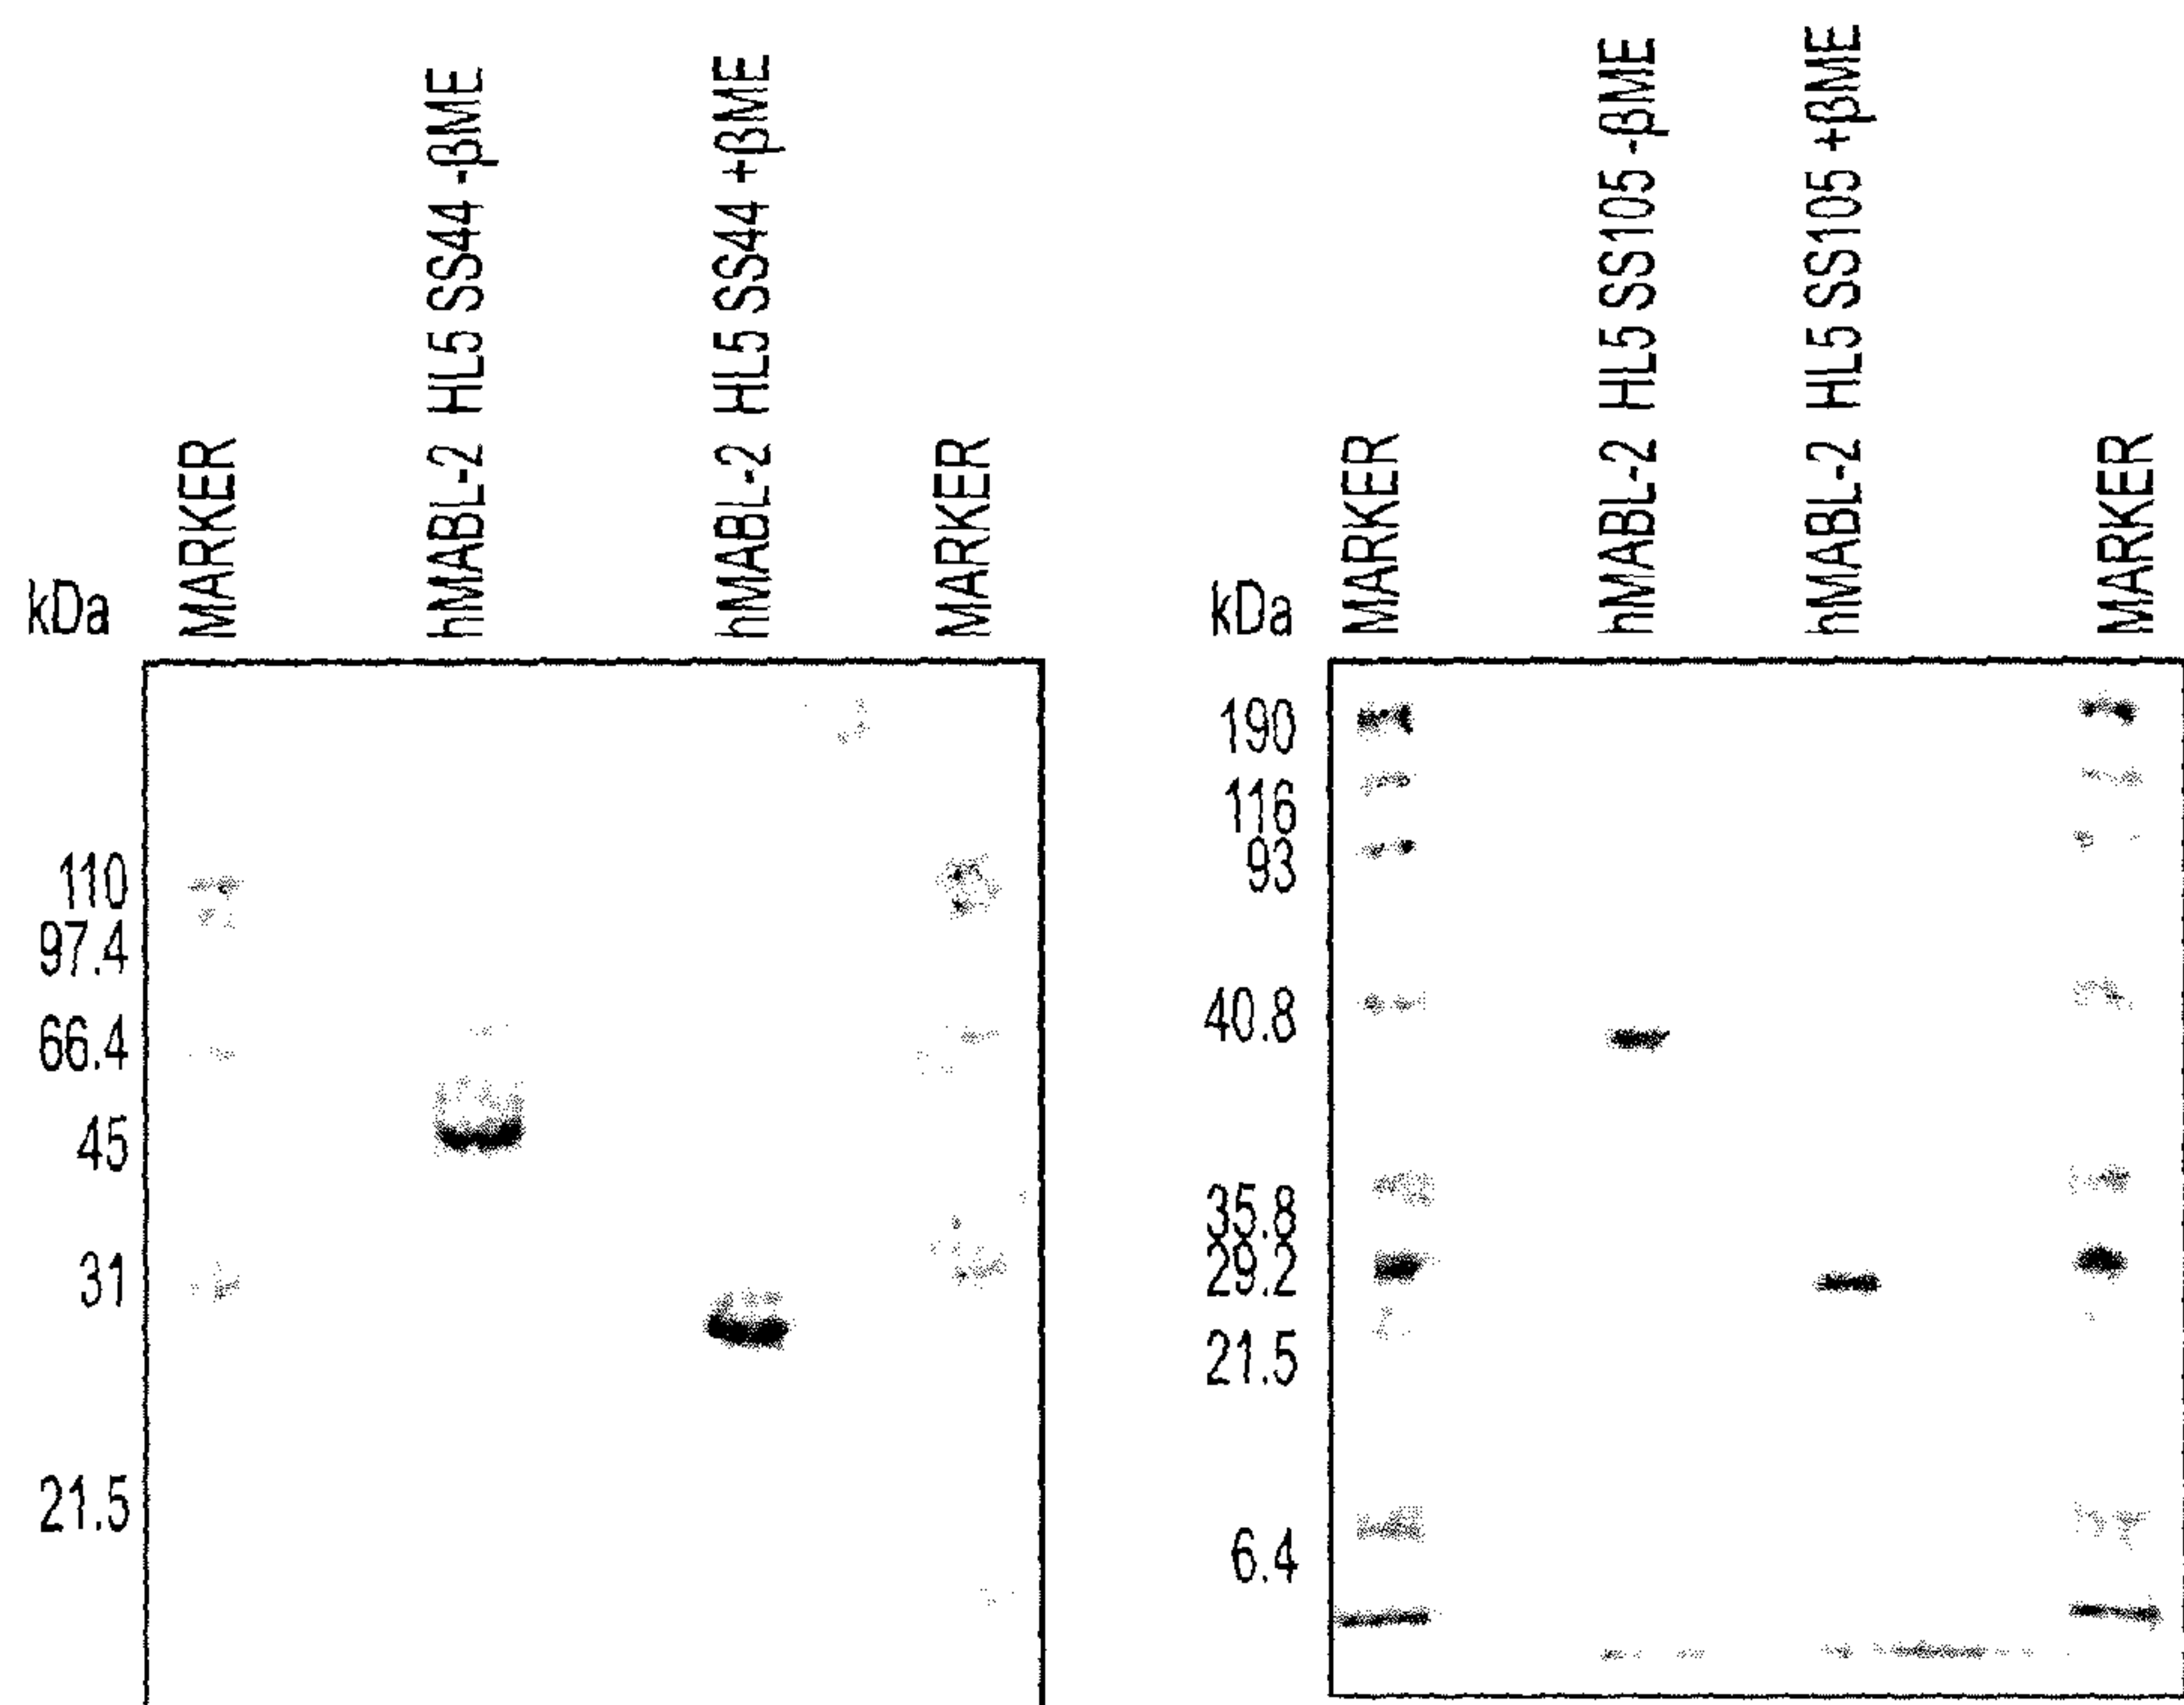 kDa
MARKER
hMABL-2 HL5 SS44 -βME
hMABL-2 HL5 SS44 +βME
MARKER
110
97.4
66.4
45
31
21.5
kDa
MARKER
hMABL-2 HL5 SS105 -βME
hMABL-2 HL5 SS105 +βME
MARKER
190
116
93
40.8
35.8
29.2
21.5
6.4